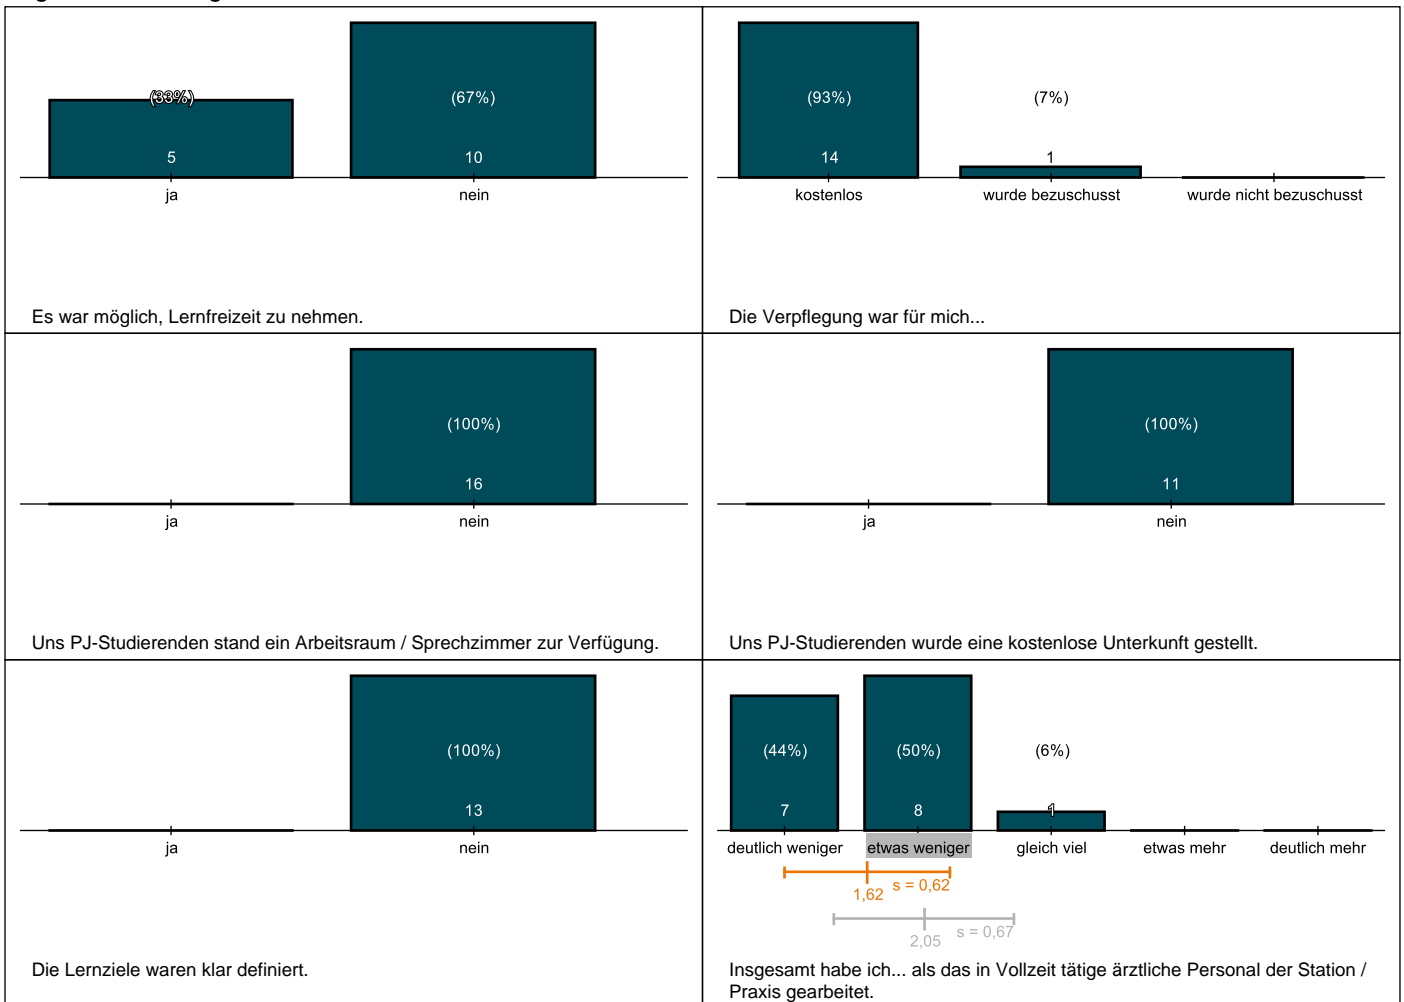 (33%)
(67%)
5
10
ja
nein
Es war möglich, Lernfreizeit zu nehmen.
(93%)
(7%)
14
1
kostenlos
wurde bezuschusst
wurde nicht bezuschusst
Die Verpflegung war für mich...
(100%)
16
ja
nein
Uns PJ-Studierenden stand ein Arbeitsraum / Sprechzimmer zur Verfügung.
(100%)
11
ja
nein
Uns PJ-Studierenden wurde eine kostenlose Unterkunft gestellt.
(100%)
13
ja
nein
Die Lernziele waren klar definiert.
(44%)
(50%)
(6%)
7
8
1
deutlich weniger
etwas weniger
gleich viel
etwas mehr
deutlich mehr
1,62
s = 0,62
2,05
s = 0,67
Insgesamt habe ich... als das in Vollzeit tätige ärztliche Personal der Station /
Praxis gearbeitet.